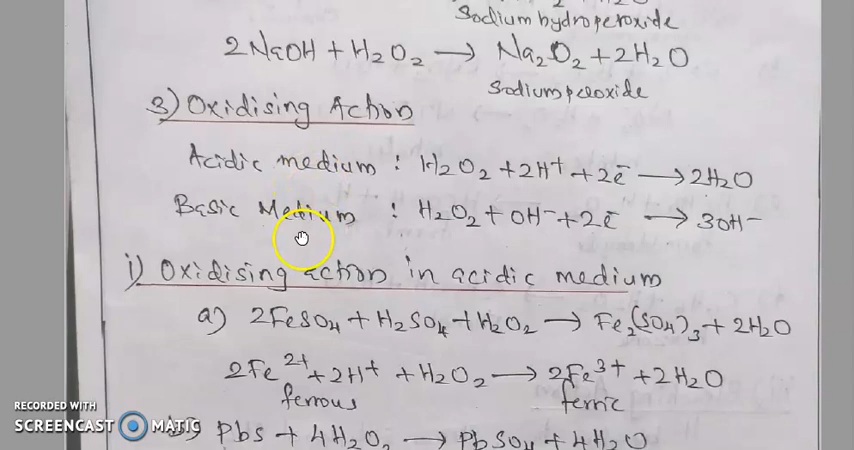 Sodium hydroperoxide
2NaOH + H₂O₂ → Na₂O₂ + 2H₂O
Sodium peroxide
3) Oxidising Action
Acidic medium : H₂O₂ + 2H⁺ + 2e⁻ → 2H₂O
Basic Medium : H₂O₂ + OH⁻ + 2e⁻ → 3OH⁻
i) Oxidising action in acidic medium
a) 2FeSO₄ + H₂SO₄ + H₂O₂ → Fe₂(SO₄)₃ + 2H₂O
2Fe²⁺ + 2H⁺ + H₂O₂ → 2Fe³⁺ + 2H₂O
ferrous ferric
b) PbS + 4H₂O₂ → PbSO₄ + 4H₂O
RECORDED WITH
SCREENCAST MATIC